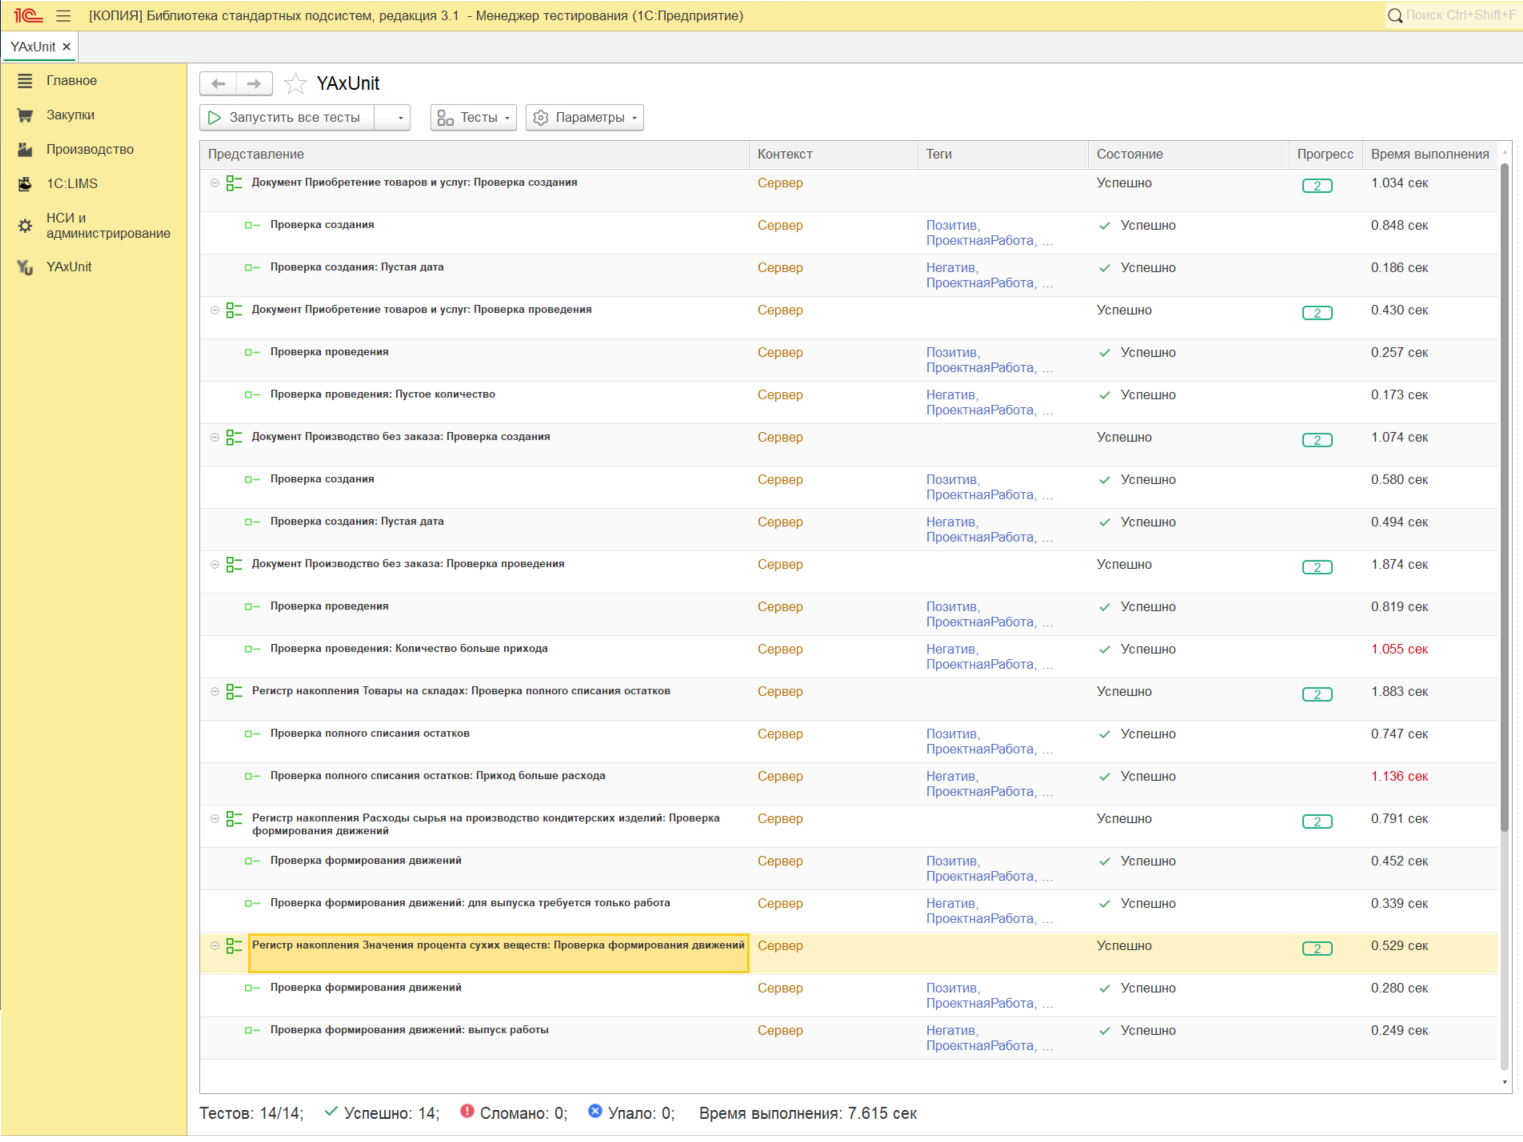 1С [КОПИЯ] Библиотека стандартных подсистем, редакция 3.1 - Менеджер тестирования (1С:Предприятие) Поиск Ctrl+Shift+F
YAxUnit ×
Главное
Закупки
Производство
1С:LIMS
НСИ и
администрирование
YAxUnit
YAxUnit
Запустить все тесты Тесты Параметры
Представление Контекст Теги Состояние Прогресс Время выполнения
Документ Приобретение товаров и услуг: Проверка создания Сервер Успешно 2 1.034 сек
Проверка создания Сервер Позитив, Успешно 0.848 сек
ПроектнаяРабота, ...
Проверка создания: Пустая дата Сервер Негатив, Успешно 0.186 сек
ПроектнаяРабота, ...
Документ Приобретение товаров и услуг: Проверка проведения Сервер Успешно 2 0.430 сек
Проверка проведения Сервер Позитив, Успешно 0.257 сек
ПроектнаяРабота, ...
Проверка проведения: Пустое количество Сервер Негатив, Успешно 0.173 сек
ПроектнаяРабота, ...
Документ Производство без заказа: Проверка создания Сервер Успешно 2 1.074 сек
Проверка создания Сервер Позитив, Успешно 0.580 сек
ПроектнаяРабота, ...
Проверка создания: Пустая дата Сервер Негатив, Успешно 0.494 сек
ПроектнаяРабота, ...
Документ Производство без заказа: Проверка проведения Сервер Успешно 2 1.874 сек
Проверка проведения Сервер Позитив, Успешно 0.819 сек
ПроектнаяРабота, ...
Проверка проведения: Количество больше прихода Сервер Негатив, Успешно 1.055 сек
ПроектнаяРабота, ...
Регистр накопления Товары на складах: Проверка полного списания остатков Сервер Успешно 2 1.883 сек
Проверка полного списания остатков Сервер Позитив, Успешно 0.747 сек
ПроектнаяРабота, ...
Проверка полного списания остатков: Приход больше расхода Сервер Негатив, Успешно 1.136 сек
ПроектнаяРабота, ...
Регистр накопления Расходы сырья на производство кондитерских изделий: Проверка Сервер Успешно 2 0.791 сек
формирования движений
Проверка формирования движений Сервер Позитив, Успешно 0.452 сек
ПроектнаяРабота, ...
Проверка формирования движений: для выпуска требуется только работа Сервер Негатив, Успешно 0.339 сек
ПроектнаяРабота, ...
Регистр накопления Значения процента сухих веществ: Проверка формирования движений Сервер Успешно 2 0.529 сек
Проверка формирования движений Сервер Позитив, Успешно 0.280 сек
ПроектнаяРабота, ...
Проверка формирования движений: выпуск работы Сервер Негатив, Успешно 0.249 сек
ПроектнаяРабота, ...
Тестов: 14/14; Успешно: 14; Сломано: 0; Упало: 0; Время выполнения: 7.615 сек